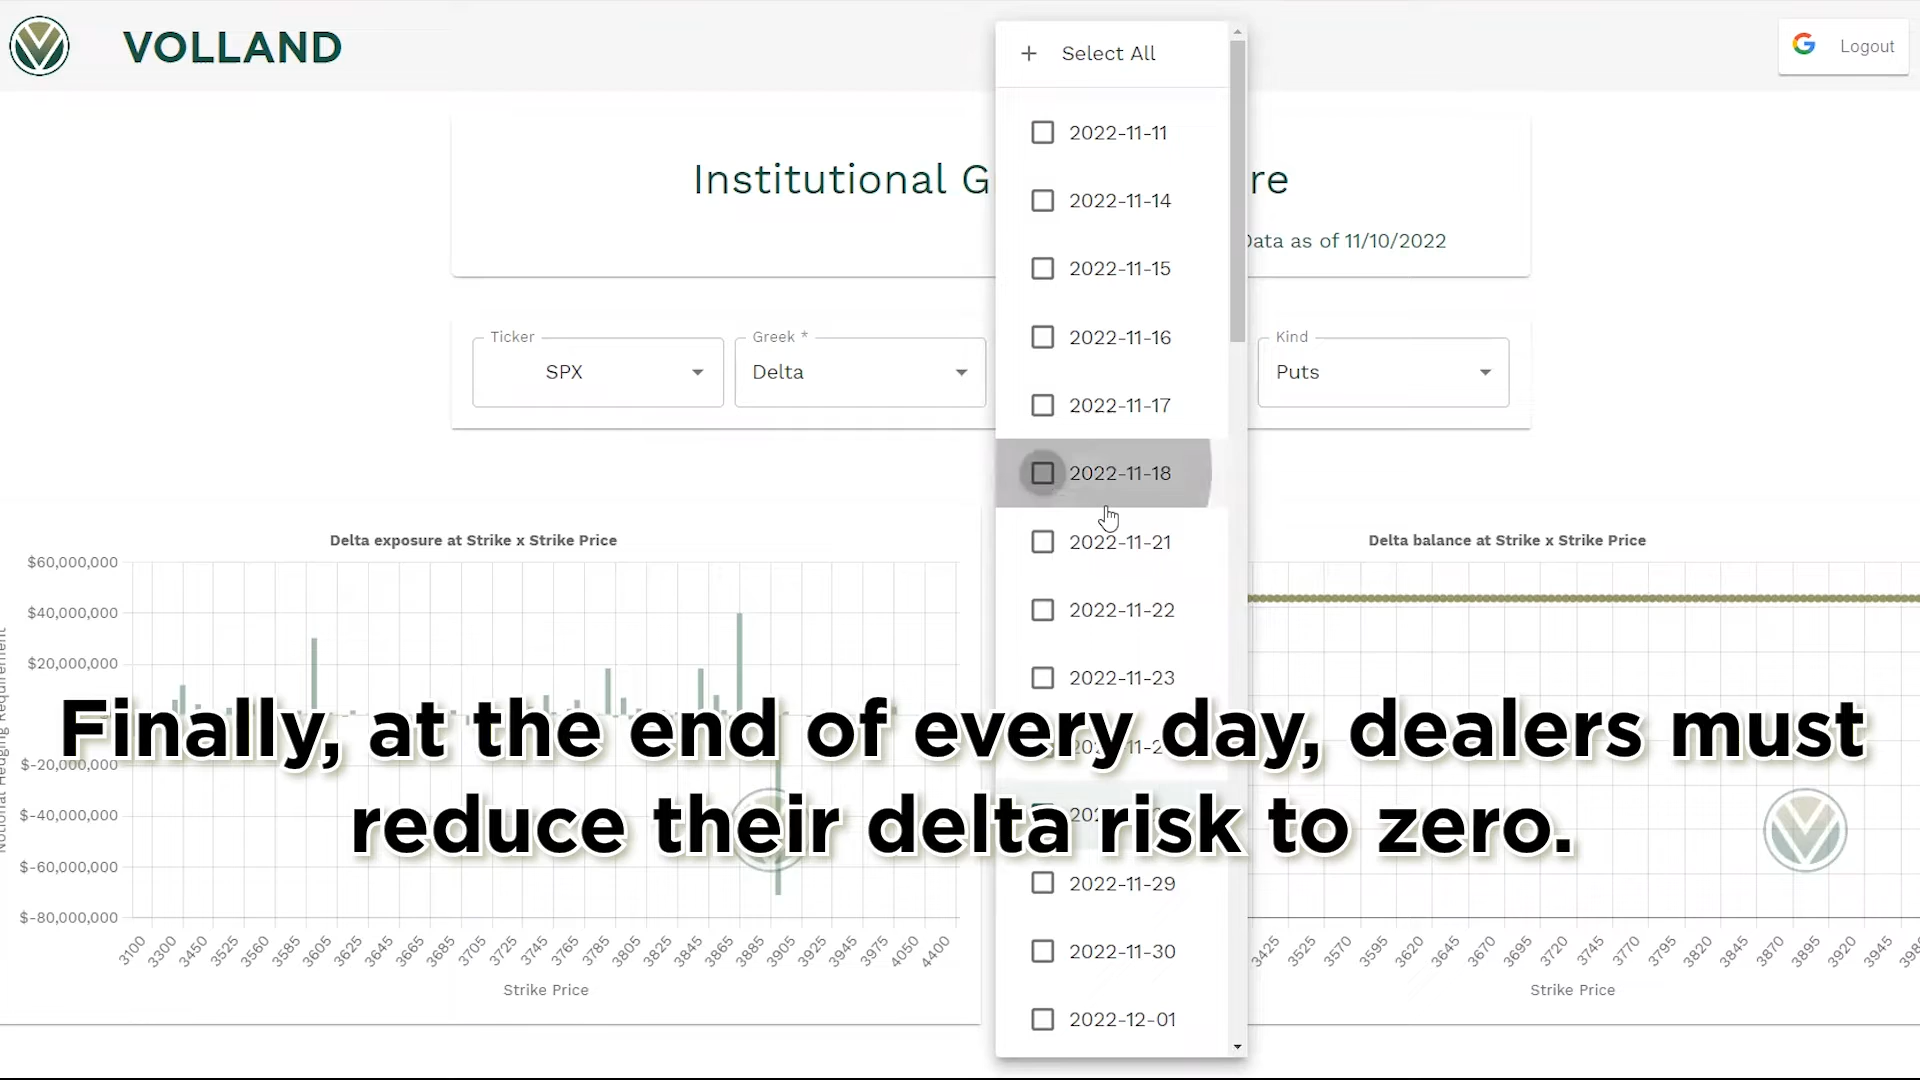 VOLLAND
Logout
Select All
2022-11-11
2022-11-14
2022-11-15
2022-11-16
2022-11-17
2022-11-18
2022-11-21
2022-11-22
2022-11-23
2022-11-29
2022-11-30
2022-12-01
Institutional G
re
Data as of 11/10/2022
Ticker
SPX
Greek *
Delta
Kind
Puts
Delta exposure at Strike x Strike Price
$60,000,000
$40,000,000
$20,000,000
$-20,000,000
$-40,000,000
$-60,000,000
$-80,000,000
Notional Hedging Requirement
3100 3300 3450 3525 3560 3585 3605 3625 3645 3665 3685 3705 3725 3745 3765 3785 3805 3825 3845 3865 3885 3905 3925 3945 3975 4050 4400
Strike Price
Delta balance at Strike x Strike Price
3425 3525 3570 3595 3620 3645 3670 3695 3720 3745 3770 3795 3820 3845 3870 3895 3920 3945
Strike Price
Finally, at the end of every day, dealers must
reduce their delta risk to zero.